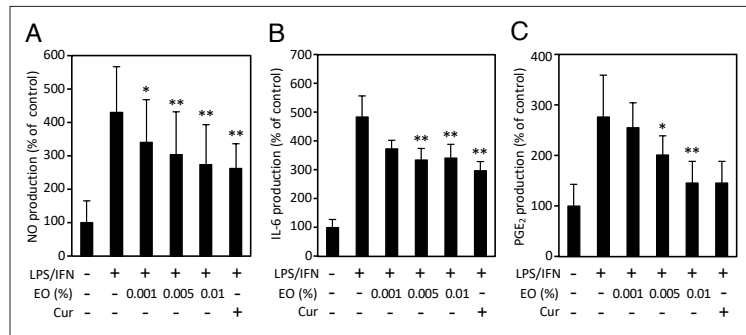 A
NO production (% of control)
600
500
400
300
200
100
0
* ** ** **
LPS/IFN - + + + + +
EO (%) - - 0.001 0.005 0.01 -
Cur - - - - - +
B
IL-6 production (% of control)
700
600
500
400
300
200
100
0
** ** **
LPS/IFN - + + + + +
EO (%) - - 0.001 0.005 0.01 -
Cur - - - - - +
C
PGE₂ production (% of control)
400
300
200
100
0
* **
LPS/IFN - + + + + +
EO (%) - - 0.001 0.005 0.01 -
Cur - - - - - +